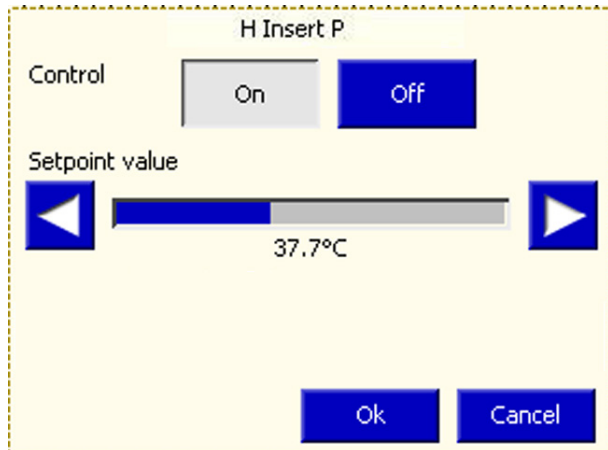 H Insert P
Control
On
Off
Setpoint value
37.7°C
Ok
Cancel